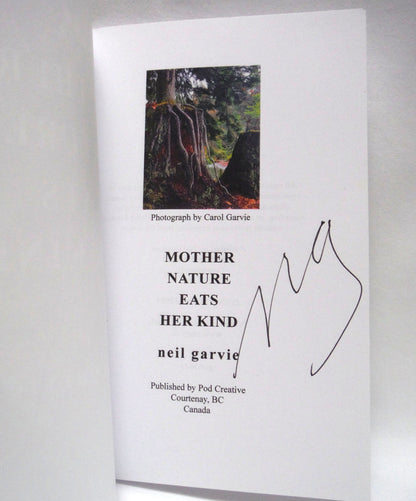 Photograph by Carol Garvie
MOTHER
NATURE
EATS
HER KIND
neil garvie
Published by Pod Creative
Courtenay, BC
Canada